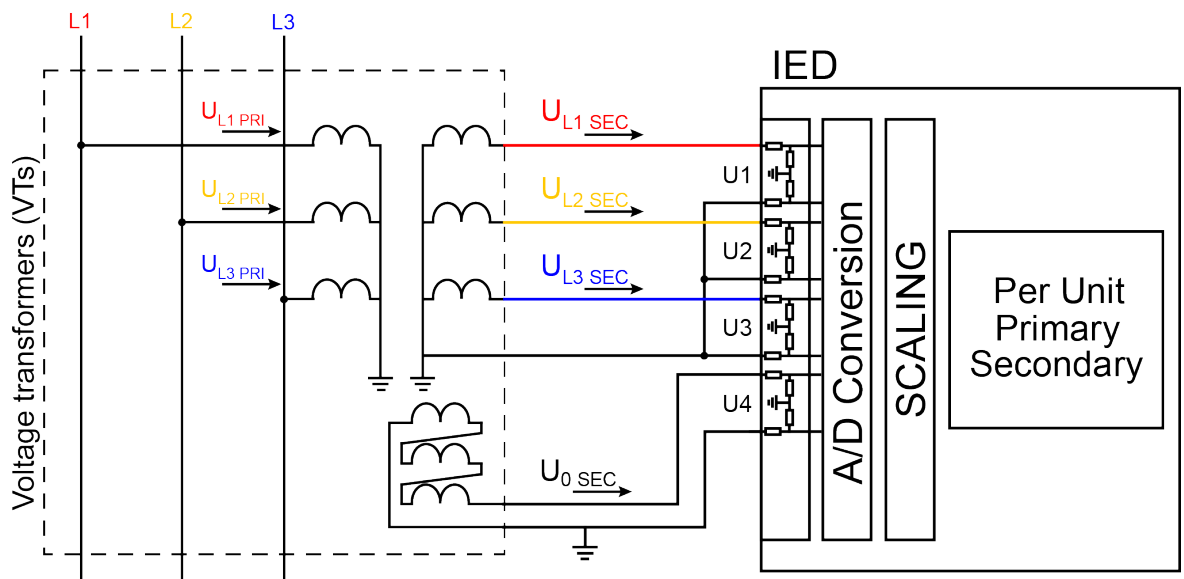 L1
L2
L3
IED
U L1 PRI
U L1 SEC
U1
U L2 PRI
U L2 SEC
U2
U L3 PRI
U L3 SEC
U3
U4
U0 SEC
Voltage transformers (VTs)
A/D Conversion
SCALING
Per Unit
Primary
Secondary